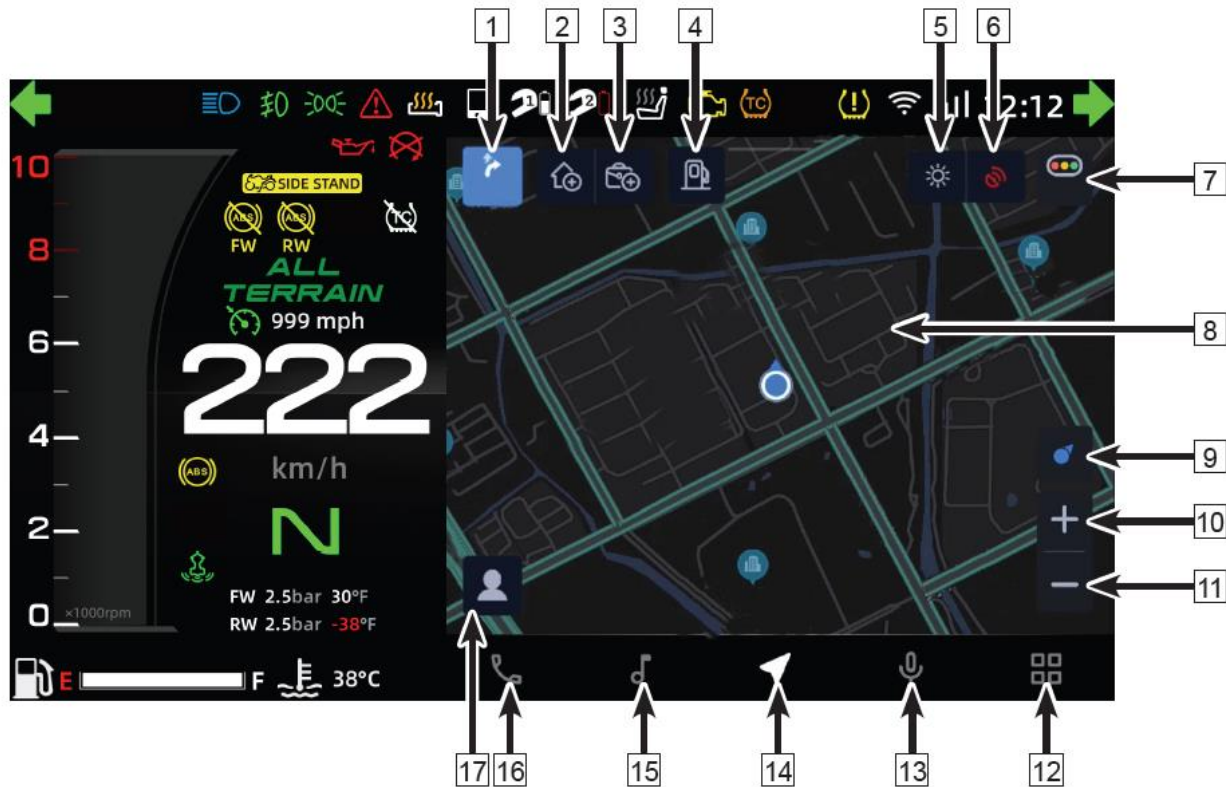 1 2 3 4 5 6
1 2 TC 12:12
7
10
SIDE STAND
ABS ABS TC
FW RW
8
ALL
TERRAIN
999 mph
6
8
222
4
km/h
ABS
9
N
2
10
FW 2.5bar 30°F
11
RW 2.5bar -38°F
0 ×1000rpm
E F 38°C
17 16 15 14 13 12